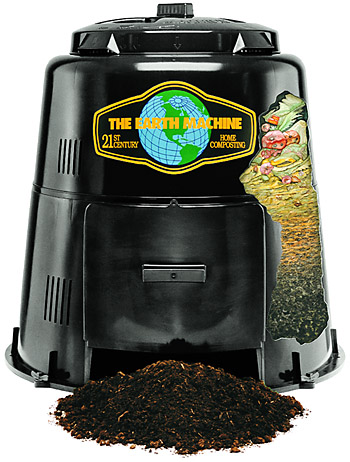 THE EARTH MACHINE
21ST CENTURY HOME COMPOSTING